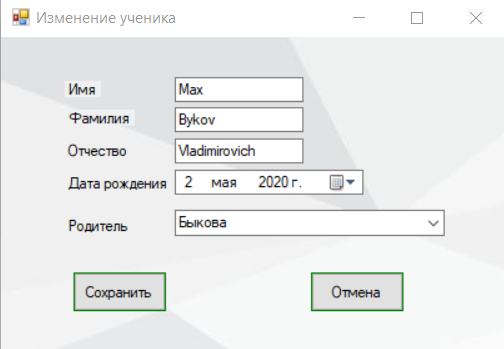 Изменение ученика
Имя Max
Фамилия Bykov
Отчество Vladimirovich
Дата рождения 2 мая 2020 г.
Родитель Быкова
Сохранить Отмена